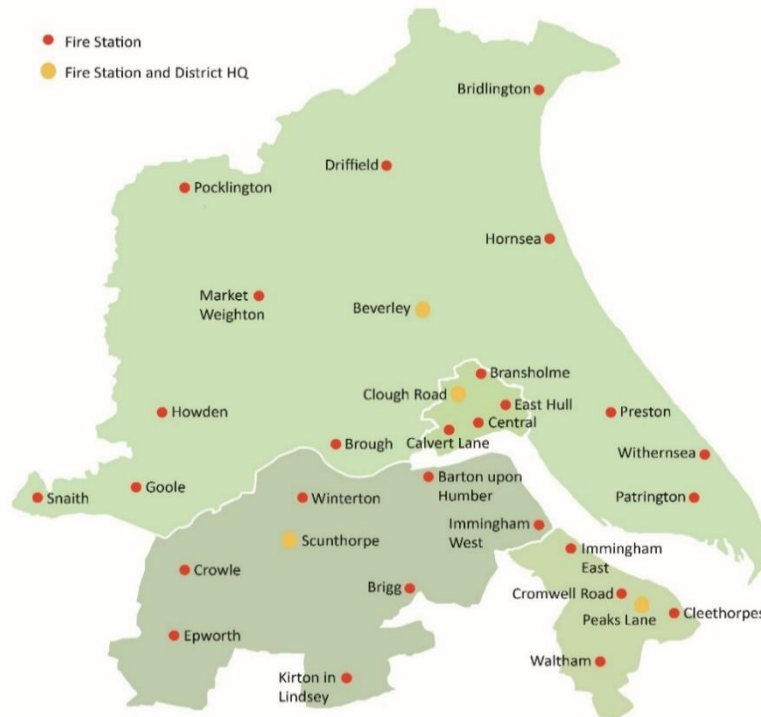 Fire Station
Fire Station and District HQ
Bridlington
Driffield
Pocklington
Hornsea
Market
Weighton
Beverley
Bransholme
Clough Road
East Hull
Central
Calvert Lane
Howden
Preston
Brough
Withernsea
Goole
Snaith
Patrington
Barton upon
Humber
Winterton
Immingham
West
Scunthorpe
Immingham
East
Crowle
Brigg
Cromwell Road
Peaks Lane
Cleethorpes
Epworth
Waltham
Kirton in
Lindsey